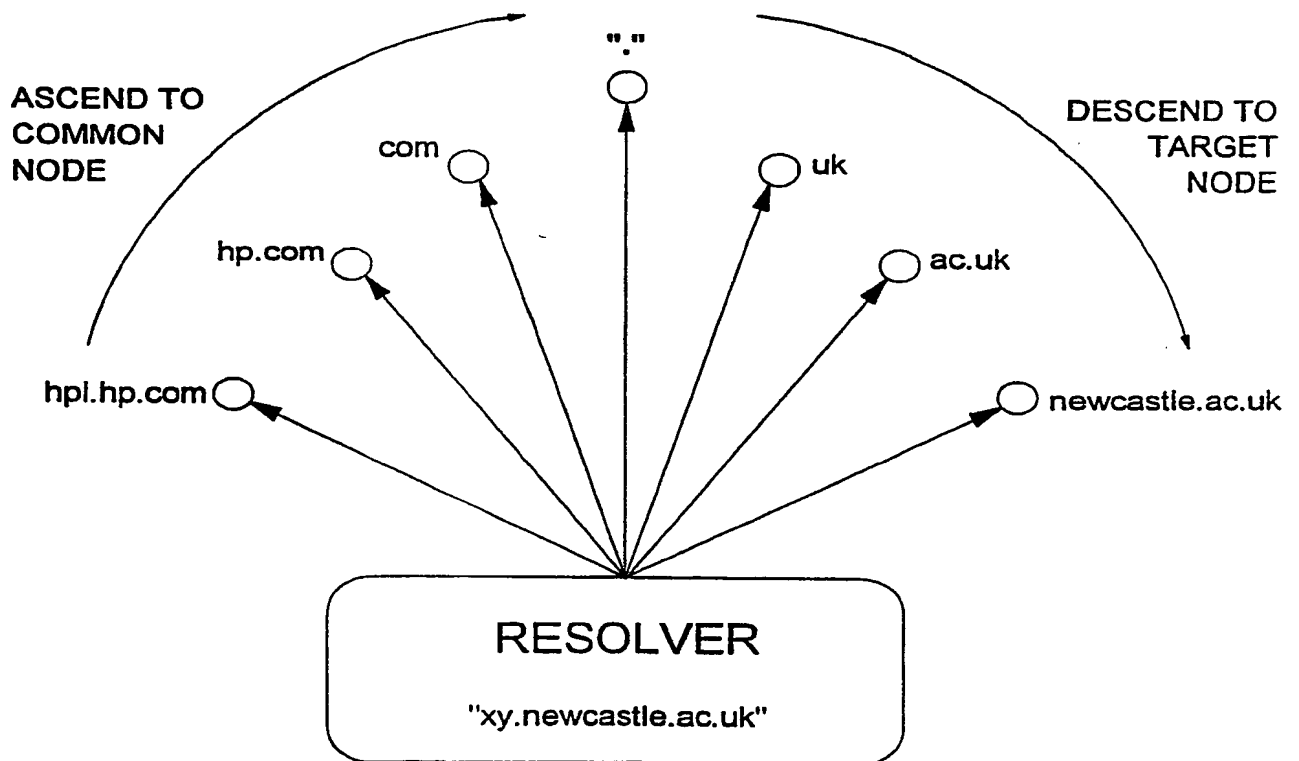 "."
ASCEND TO
COMMON
NODE
DESCEND TO
TARGET
NODE
com
uk
hp.com
ac.uk
hpl.hp.com
newcastle.ac.uk
RESOLVER
"xy.newcastle.ac.uk"